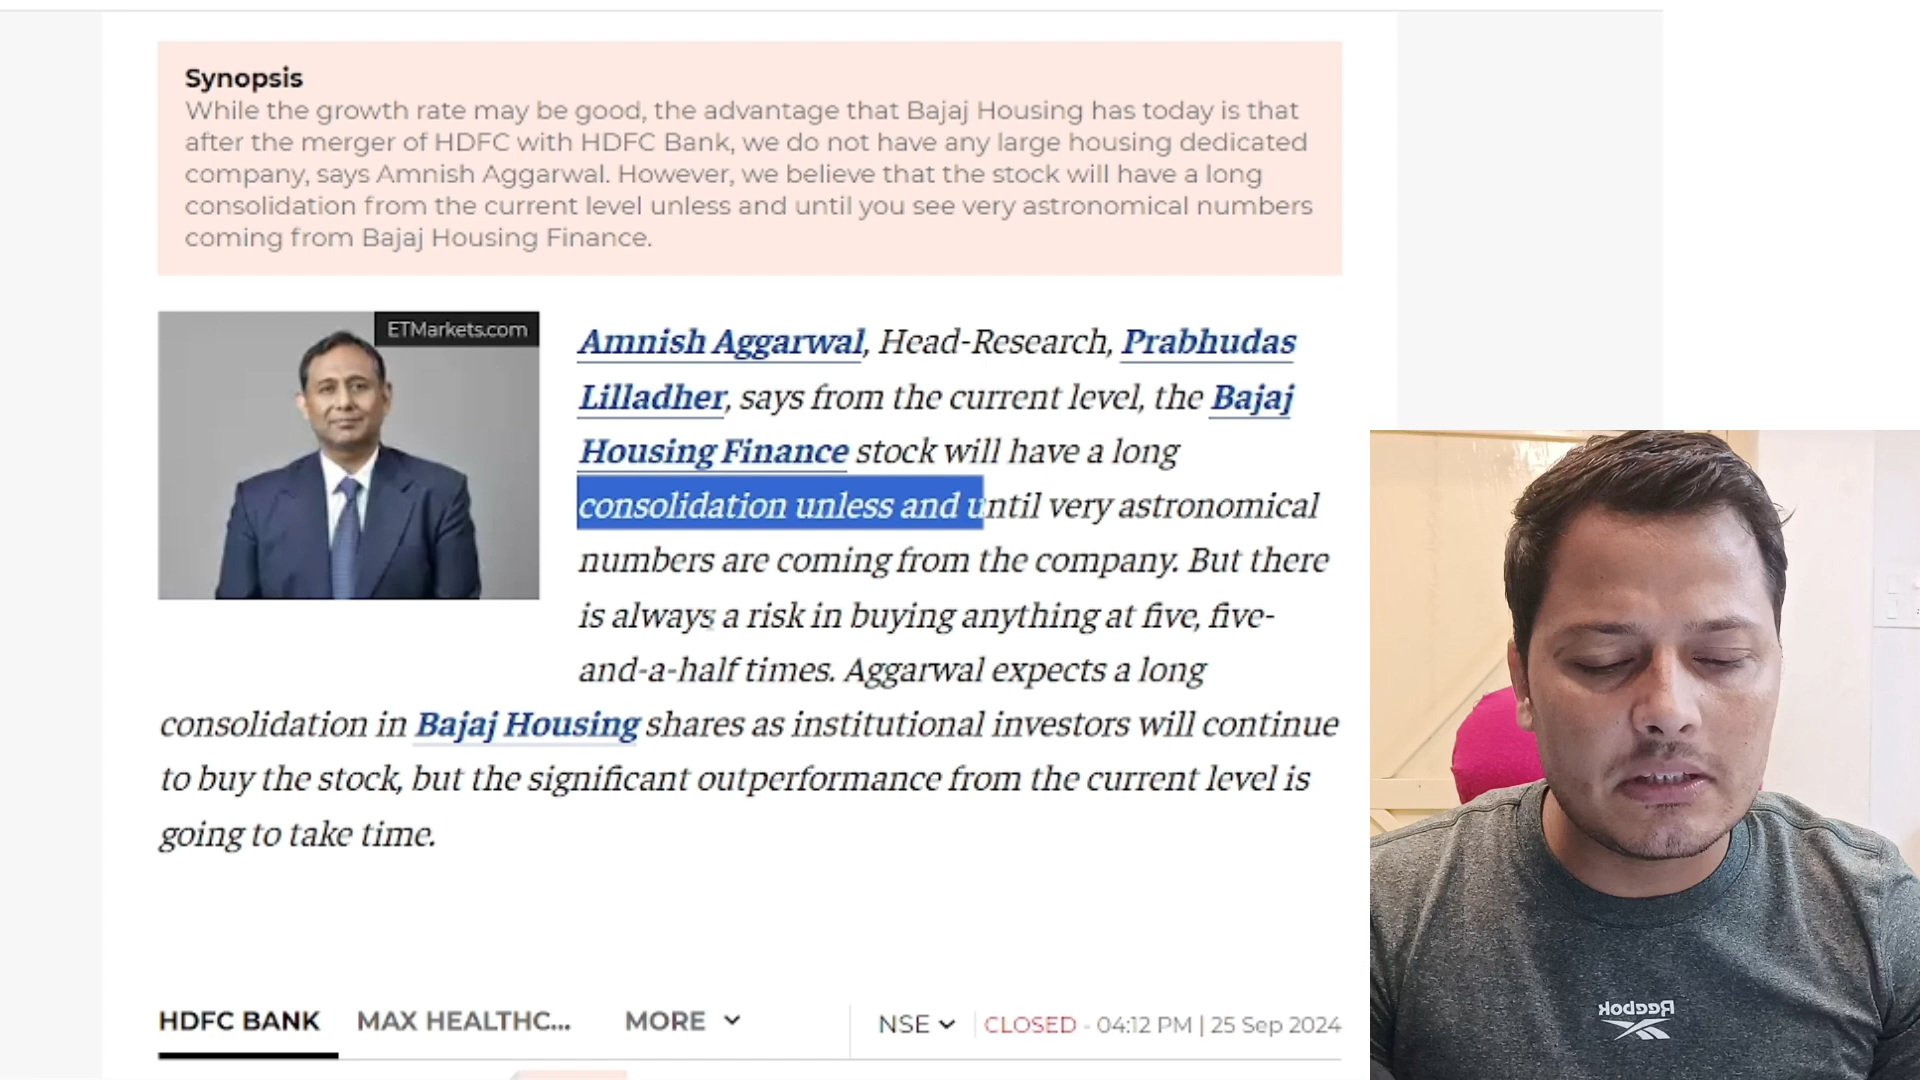 Synopsis
While the growth rate may be good, the advantage that Bajaj Housing has today is that
after the merger of HDFC with HDFC Bank, we do not have any large housing dedicated
company, says Amnish Aggarwal. However, we believe that the stock will have a long
consolidation from the current level unless and until you see very astronomical numbers
coming from Bajaj Housing Finance.
ETMarkets.com
Amnish Aggarwal, Head-Research, Prabhudas
Lilladher, says from the current level, the Bajaj
Housing Finance stock will have a long
consolidation unless and until very astronomical
numbers are coming from the company. But there
is always a risk in buying anything at five, five-
and-a-half times. Aggarwal expects a long
consolidation in Bajaj Housing shares as institutional investors will continue
to buy the stock, but the significant outperformance from the current level is
going to take time.
HDFC BANK MAX HEALTHC... MORE NSE CLOSED - 04:12 PM | 25 Sep 2024
Reebok